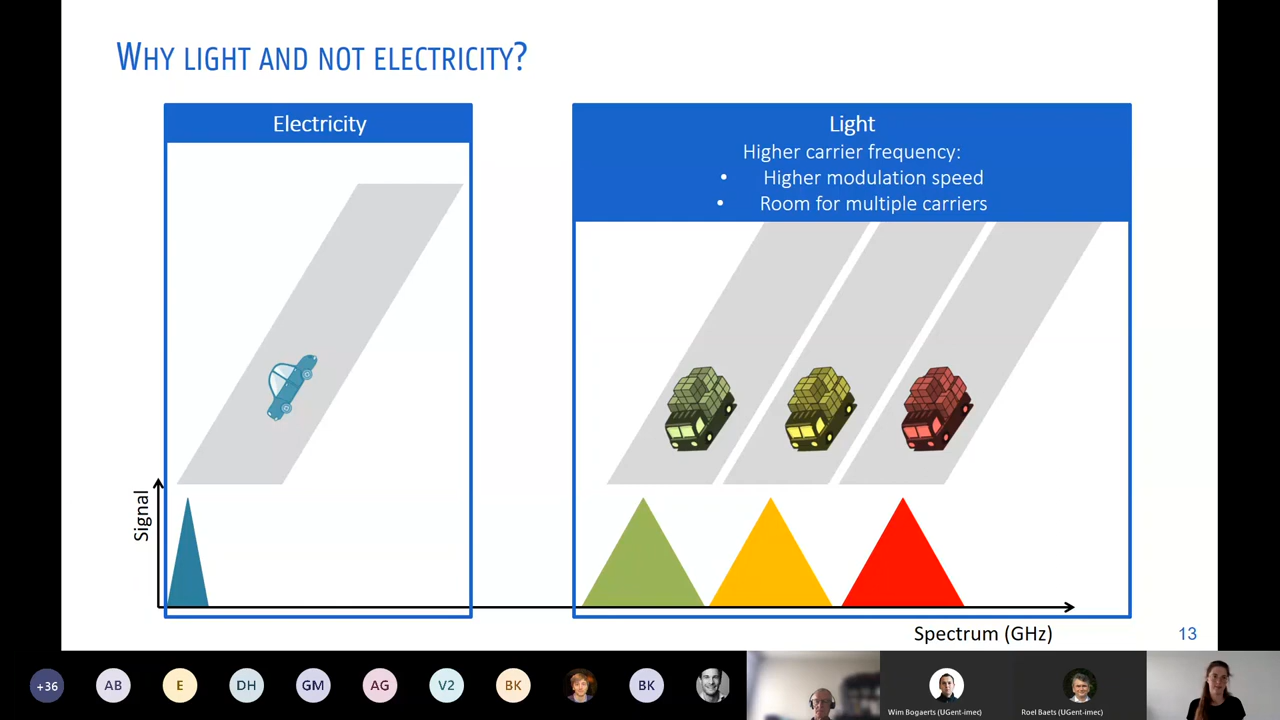 WHY LIGHT AND NOT ELECTRICITY?
Electricity
Light
Higher carrier frequency:
• Higher modulation speed
• Room for multiple carriers
Signal
Spectrum (GHz)
13
+36
AB
E
DH
GM
AG
V2
BK
BK
Wim Bogaerts (UGent-imec)
Roel Baets (UGent-imec)